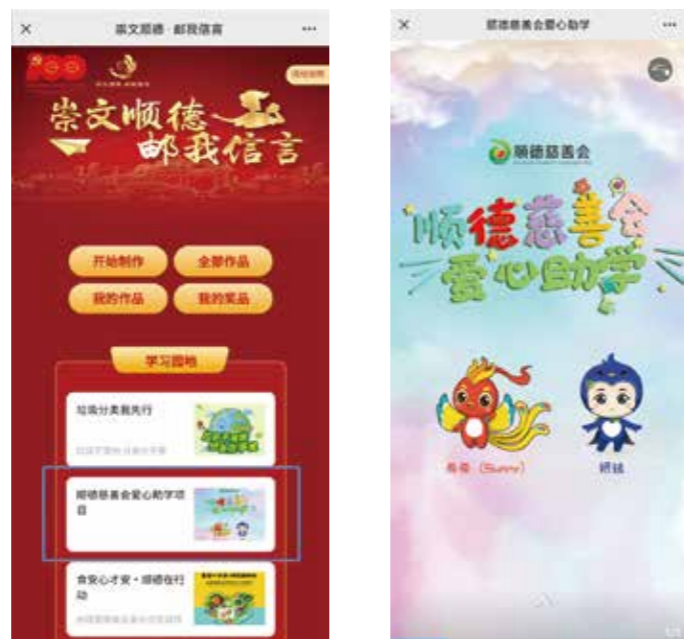 崇文顺德·邮我信言
崇文顺德
邮我信言
开始制作
全部作品
我的作品
我的奖品
学习园地
垃圾分类我先行
顺德慈善会爱心助学项
目
食安心才安·顺德在行
动
顺德慈善会爱心助学
順德慈善会
顺德慈善会
爱心助学
(Sunny)